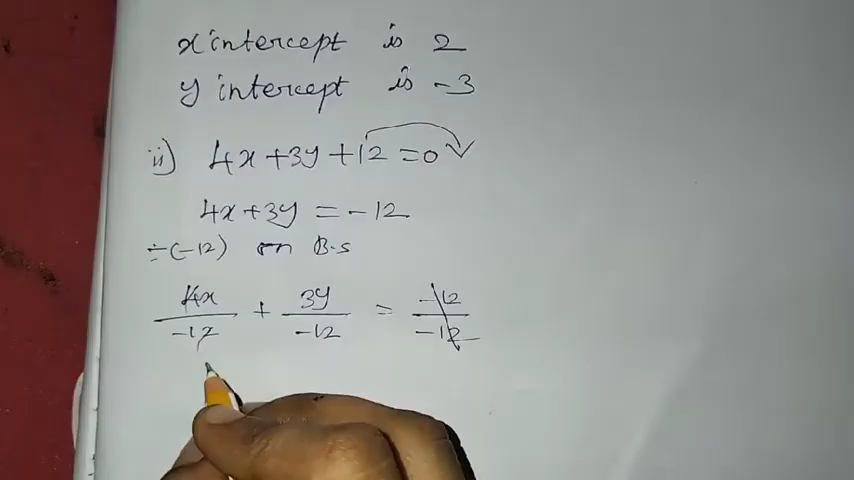 x intercept is 2
y intercept is -3
ii) 4x+3y+12=0
4x+3y=-12
÷(-12) on B.S
4x/-12 + 3y/-12 = -12/-12